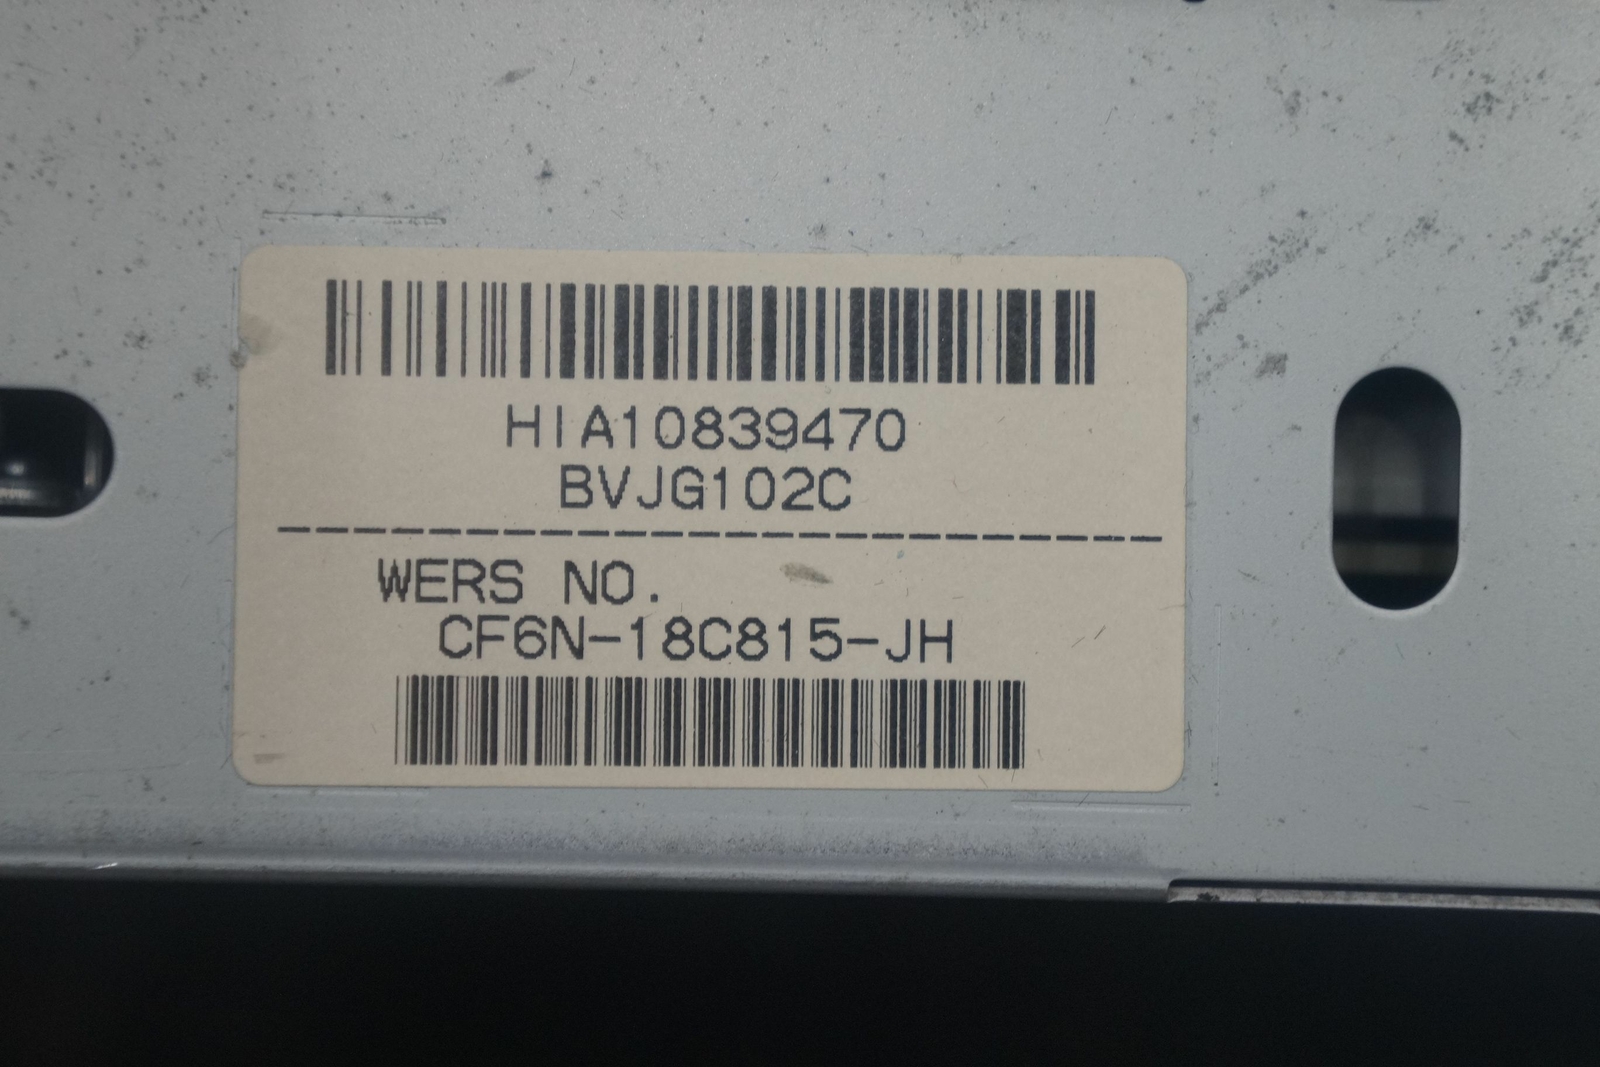 HIA10839470
BVJG102C
WERS NO.
CF6N-18C815-JH